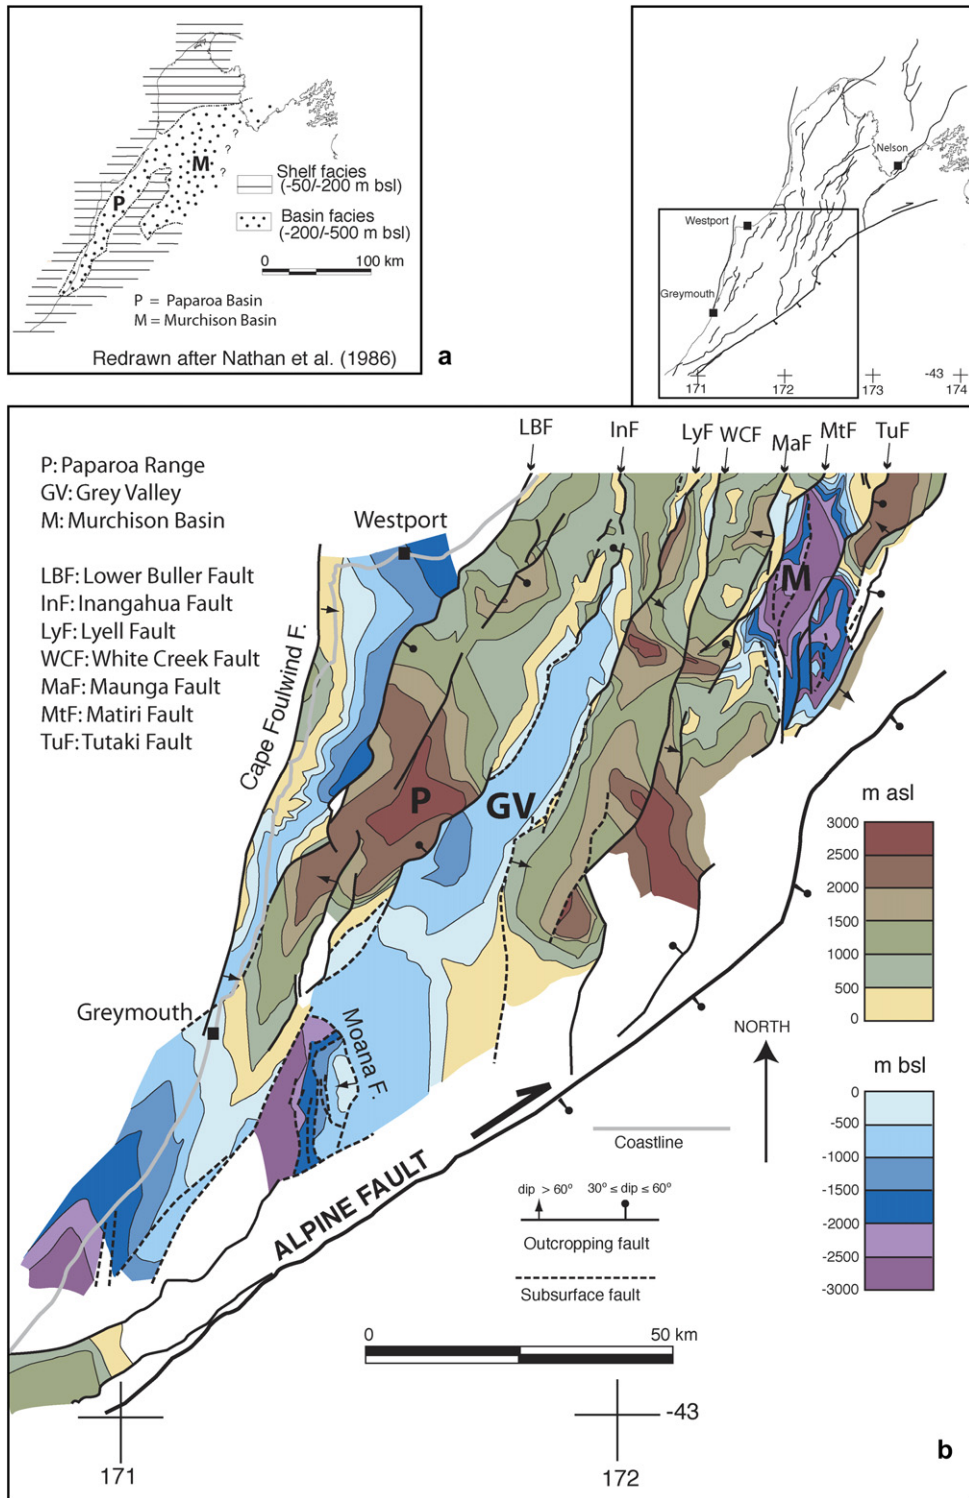 P
M
?
?
?
Shelf facies
(-50/-200 m bsl)
Basin facies
(-200/-500 m bsl)
0 100 km
P = Paparoa Basin
M = Murchison Basin
Redrawn after Nathan et al. (1986)
a
Nelson
Westport
Greymouth
-43
171 172 173 174
LBF InF LyF WCF MaF MtF TuF
P: Paparoa Range
GV: Grey Valley
M: Murchison Basin
LBF: Lower Buller Fault
InF: Inangahua Fault
LyF: Lyell Fault
WCF: White Creek Fault
MaF: Maunga Fault
MtF: Matiri Fault
TuF: Tutaki Fault
Westport
Cape Foulwind F.
M
P
GV
Greymouth
Moana F.
ALPINE FAULT
m asl
3000
2500
2000
1500
1000
500
0
NORTH
m bsl
0
-500
-1000
-1500
-2000
-2500
-3000
Coastline
dip > 60° 30° ≤ dip ≤ 60°
Outcropping fault
Subsurface fault
0 50 km
-43
171
172
b